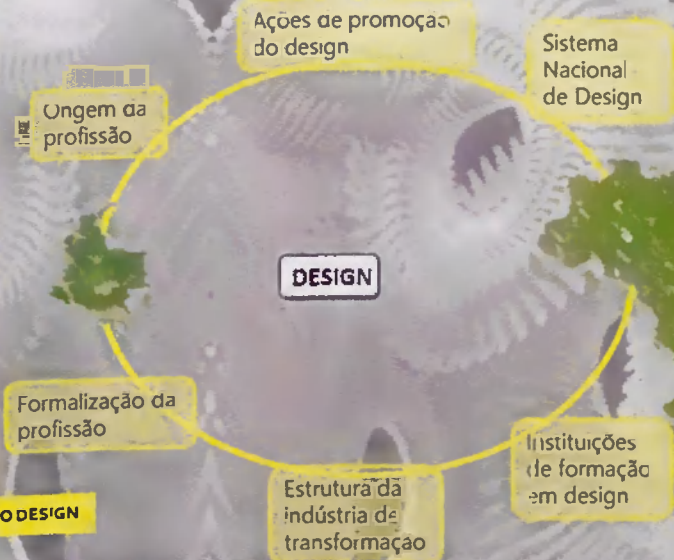 Ações de promoção
do design
Sistema
Nacional
de Design
Origem da
profissão
DESIGN
Formalização da
profissão
Instituições
de formação
em design
Estrutura da
indústria de
transformação
O DESIGN